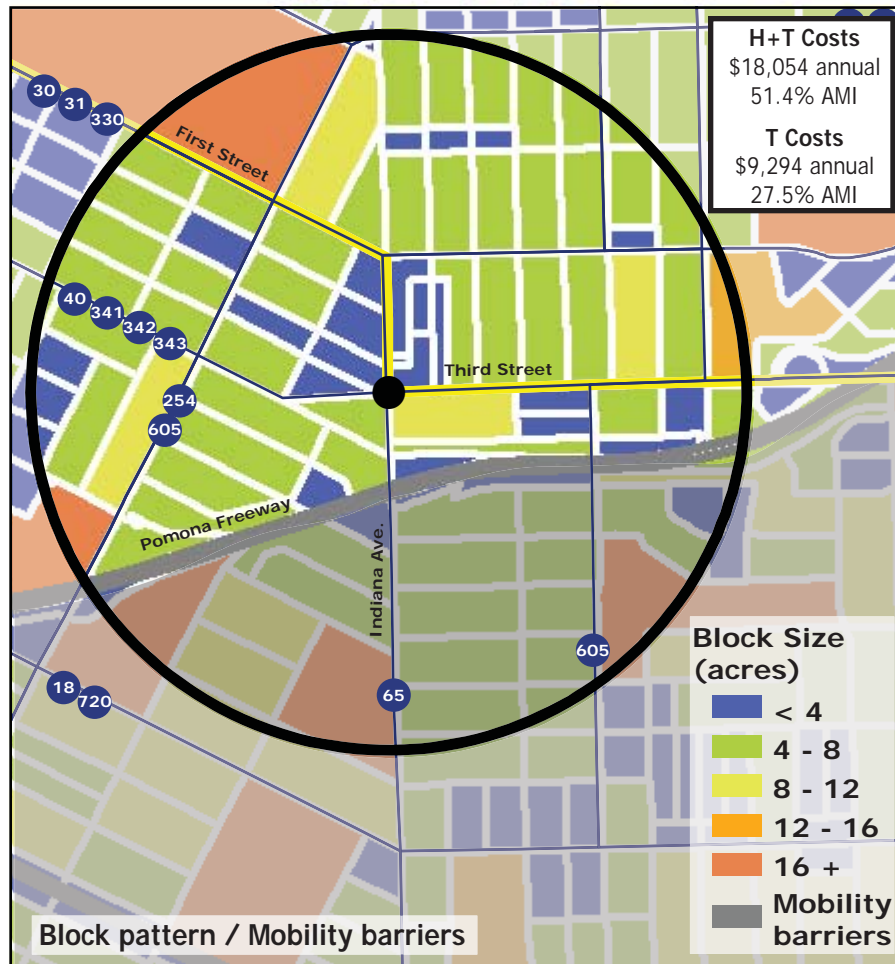 H+T Costs
$18,054 annual
51.4% AMI
T Costs
$9,294 annual
27.5% AMI
30
31
330
First Street
40
341
342
343
254
605
Third Street
Pomona Freeway
Indiana Ave.
605
65
18
720
Block Size
(acres)
< 4
4 - 8
8 - 12
12 - 16
16 +
Mobility
barriers
Block pattern / Mobility barriers